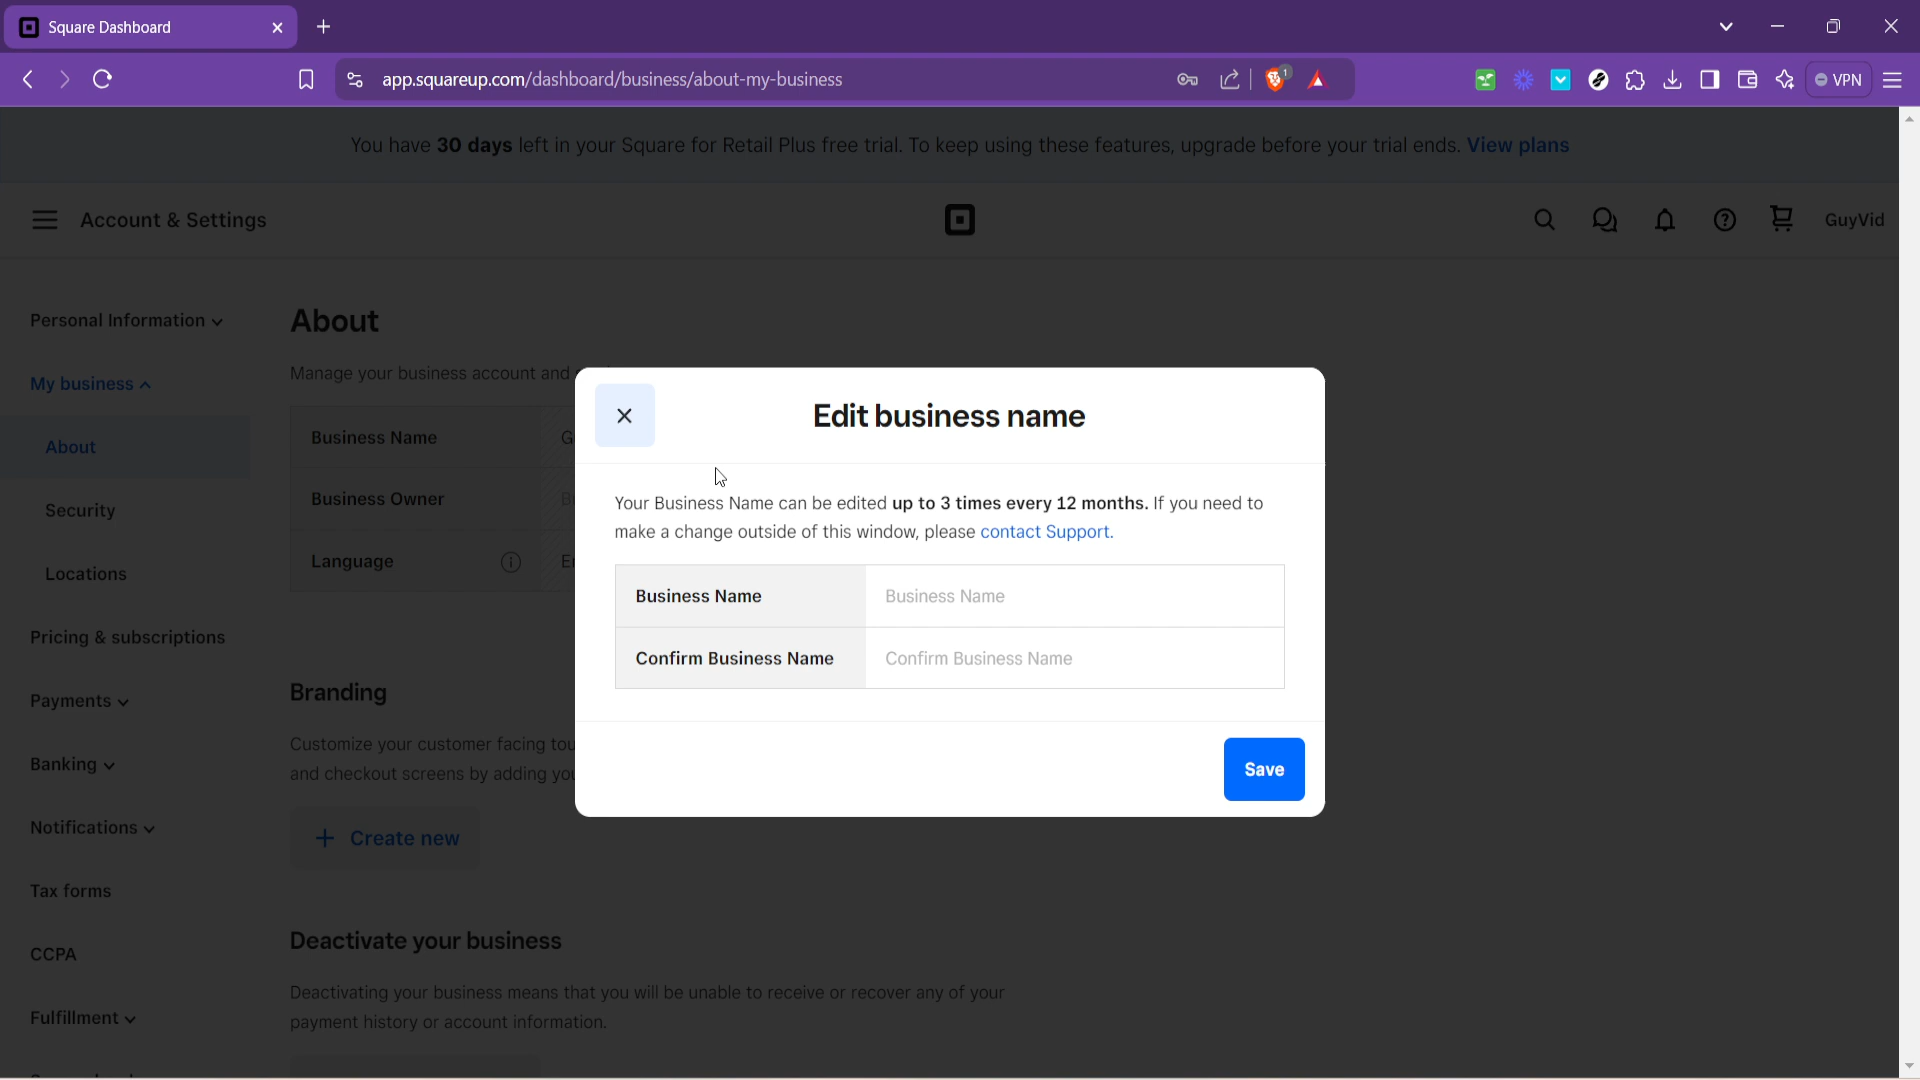 Square Dashboard
app.squareup.com/dashboard/business/about-my-business
1
VPN
You have 30 days left in your Square for Retail Plus free trial. To keep using these features, upgrade before your trial ends. View plans
Account & Settings
GuyVid
Personal Information
My business
About
Security
Locations
Pricing & subscriptions
Payments
Banking
Notifications
Tax forms
CCPA
Fulfillment
About
Manage your business account and
Business Name
Business Owner
Language
Branding
Customize your customer facing
and checkout screens by adding
Create new
Deactivate your business
Deactivating your business means that you will be unable to receive or recover any of your
payment history or account information.
Edit business name
Your Business Name can be edited up to 3 times every 12 months. If you need to
make a change outside of this window, please contact Support.
Business Name Business Name
Confirm Business Name Confirm Business Name
Save